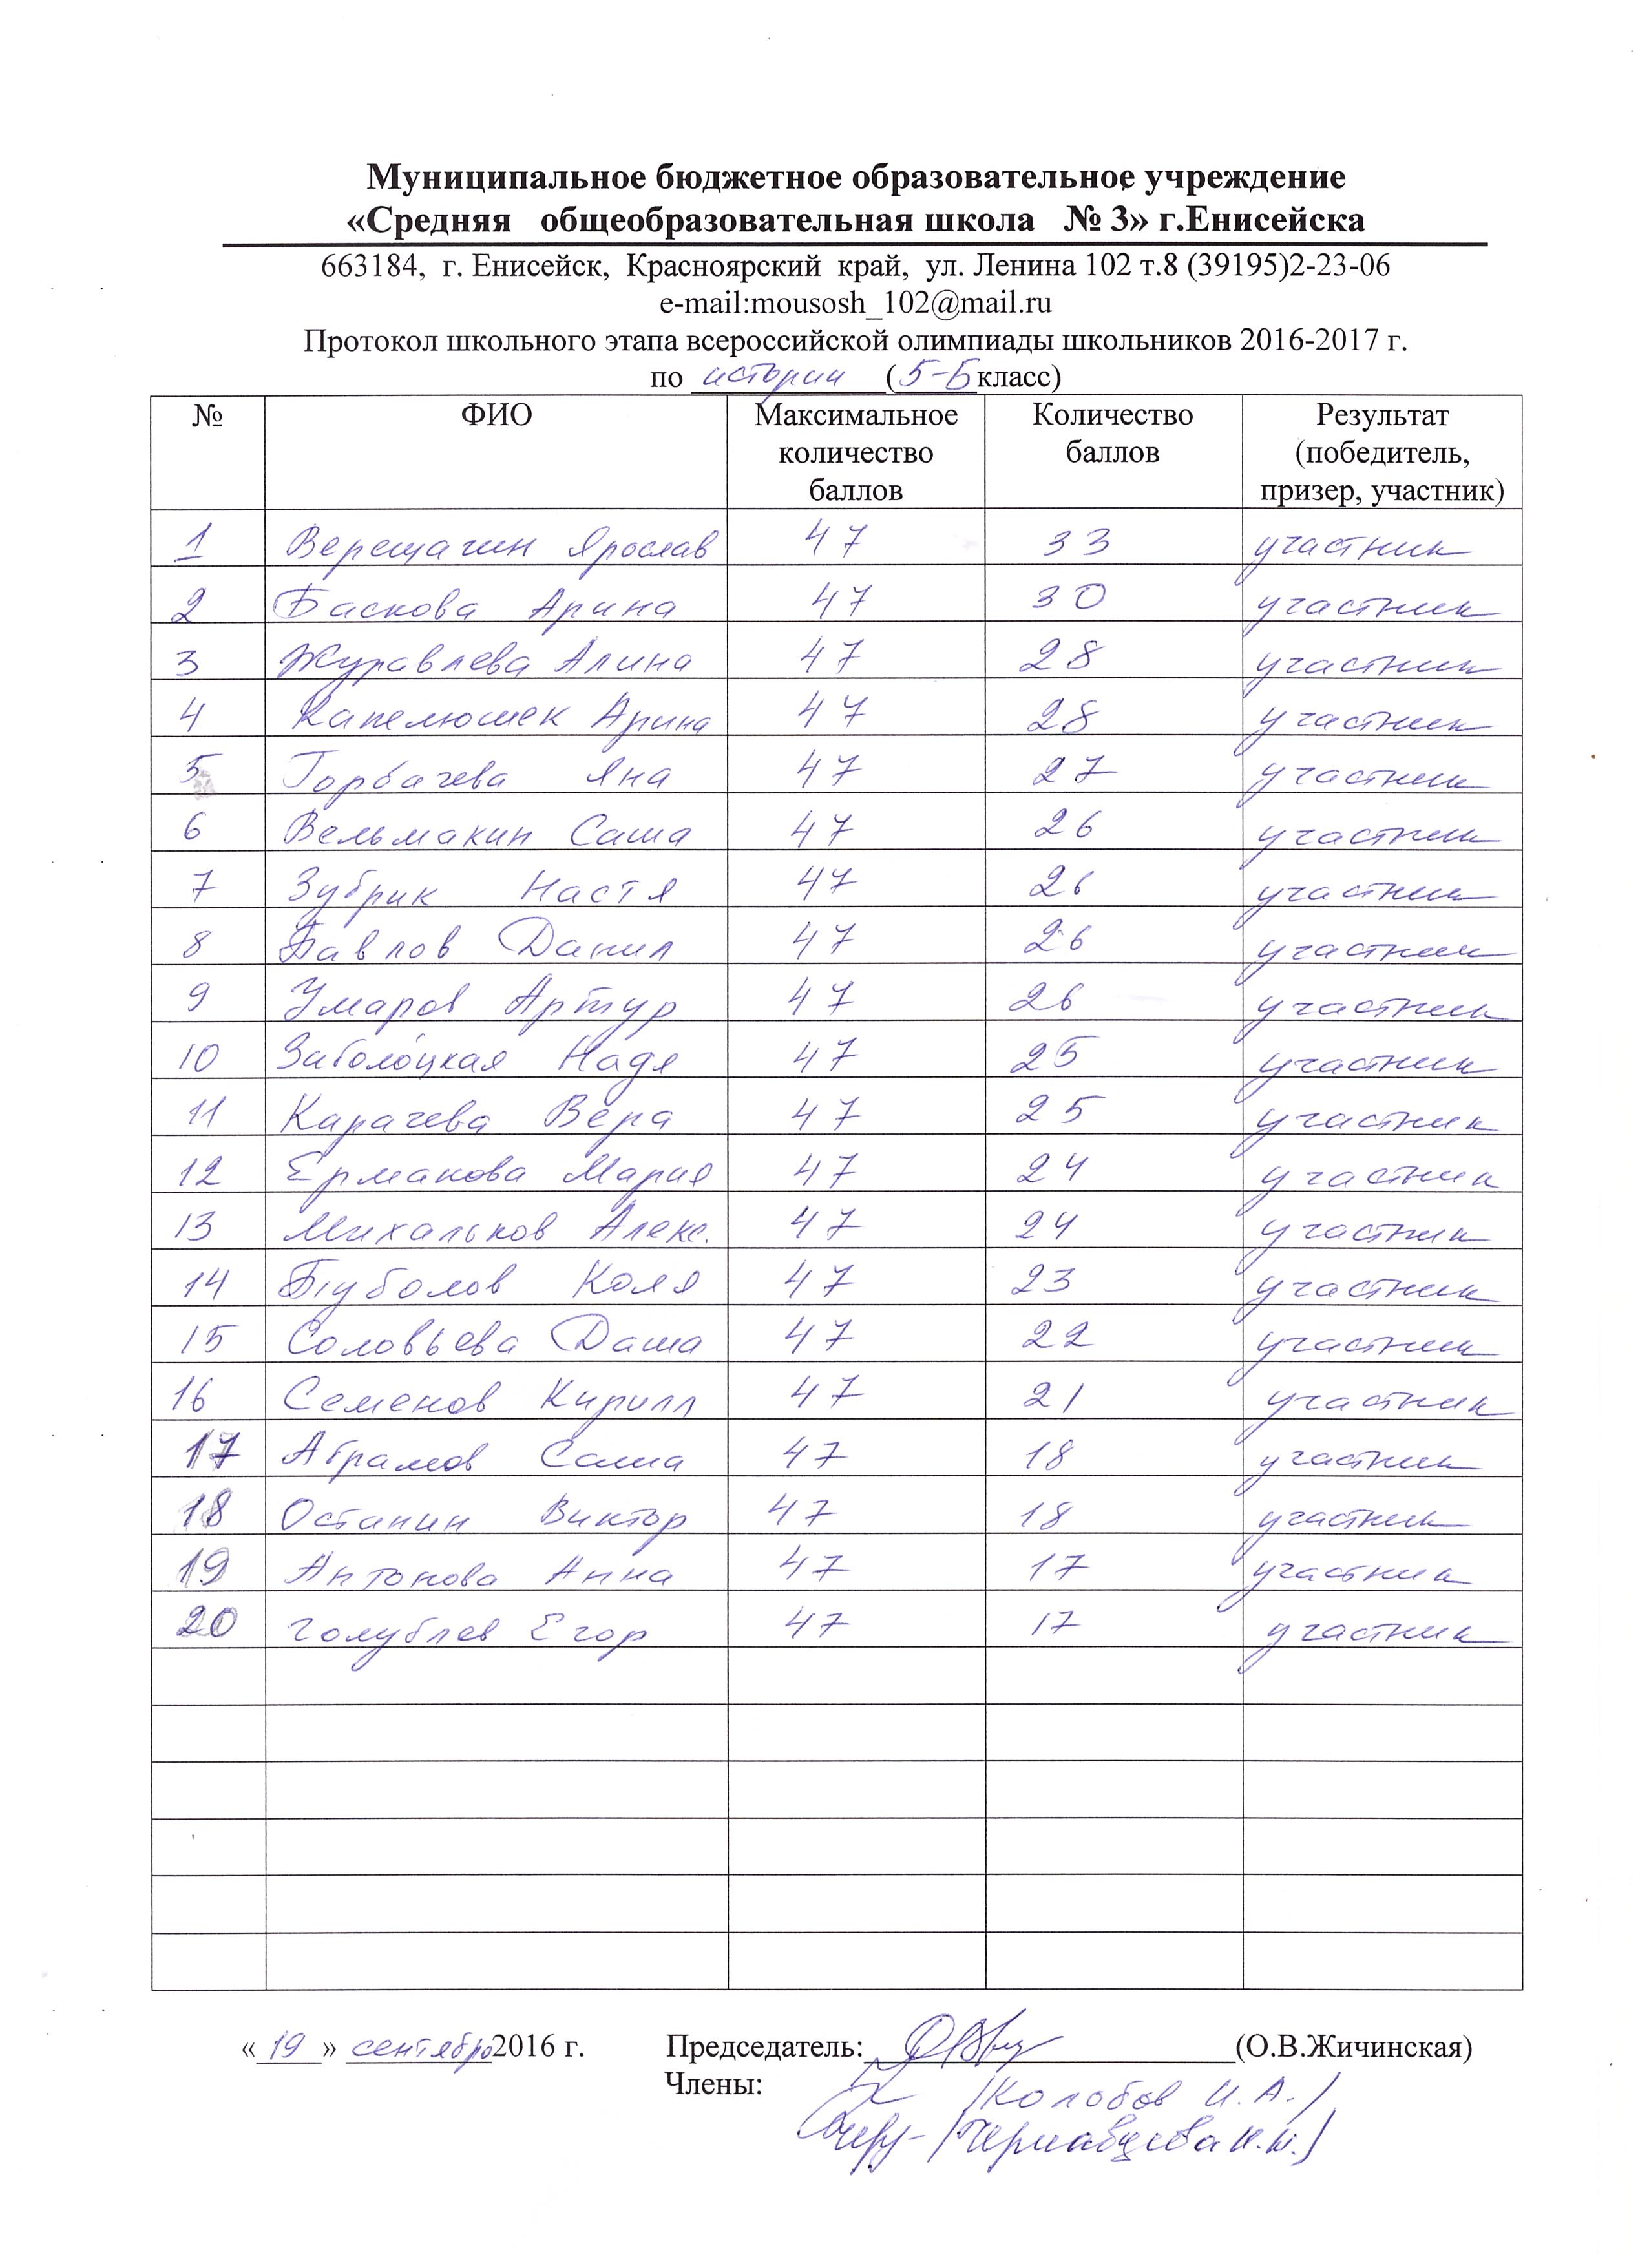 Муниципальное бюджетное образовательное учреждение
«Средняя общеобразовательная школа № 3» г.Енисейска
663184, г. Енисейск, Красноярский край, ул. Ленина 102 т.8 (39195)2-23-06
e-mail:mousosh_102@mail.ru
Протокол школьного этапа всероссийской олимпиады школьников 2016-2017 г.
по истории (5-Б класс)
№ ФИО Максимальное количество баллов Количество баллов Результат (победитель, призер, участник)
1 Верещагин Ярослав 47 33 участник
2 Баскова Арина 47 30 участник
3 Журавлева Алина 47 28 участник
4 Капелюшек Арина 47 28 участник
5 Горбачева Яна 47 27 участник
6 Вельмакин Саша 47 26 участник
7 Зубрик Настя 47 26 участник
8 Павлов Данил 47 26 участник
9 Умаров Артур 47 26 участник
10 Заболоцкая Надя 47 25 участник
11 Карачева Вера 47 25 участник
12 Ермакова Мария 47 24 участник
13 Михальков Алекс. 47 24 участник
14 Коля 47 23 участник
15 Соловьева Даша 47 22 участник
16 Семенов Кирилл 47 21 участник
17 Абрамов Саша 47 18 участник
18 Останин Виктор 47 18 участник
19 Антонова Анна 47 17 участник
20 Голублев Егор 47 17 участник
«19» сентября 2016 г. Председатель: (О.В.Жичинская)
Члены:
/Колобов И.А./